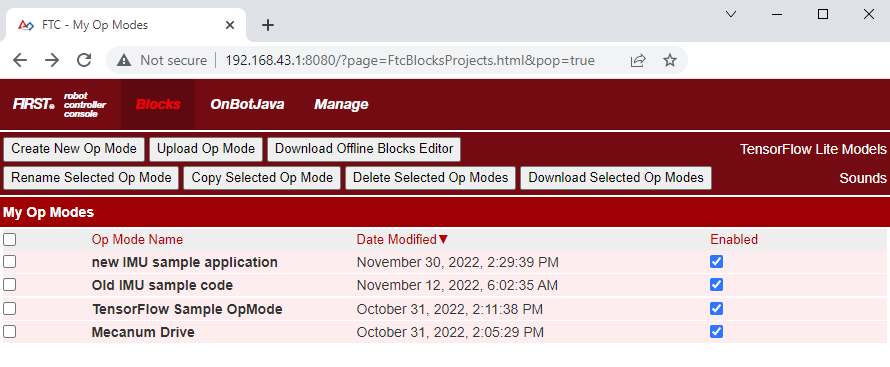 FTC - My Op Modes
Not secure 192.168.43.1:8080/?page=FtcBlocksProjects.html&pop=true
FIRST® robot controller console Blocks OnBotJava Manage
Create New Op Mode Upload Op Mode Download Offline Blocks Editor TensorFlow Lite Models
Rename Selected Op Mode Copy Selected Op Mode Delete Selected Op Modes Download Selected Op Modes Sounds
My Op Modes
Op Mode Name Date Modified▼ Enabled
new IMU sample application November 30, 2022, 2:29:39 PM
Old IMU sample code November 12, 2022, 6:02:35 AM
TensorFlow Sample OpMode October 31, 2022, 2:11:38 PM
Mecanum Drive October 31, 2022, 2:05:29 PM